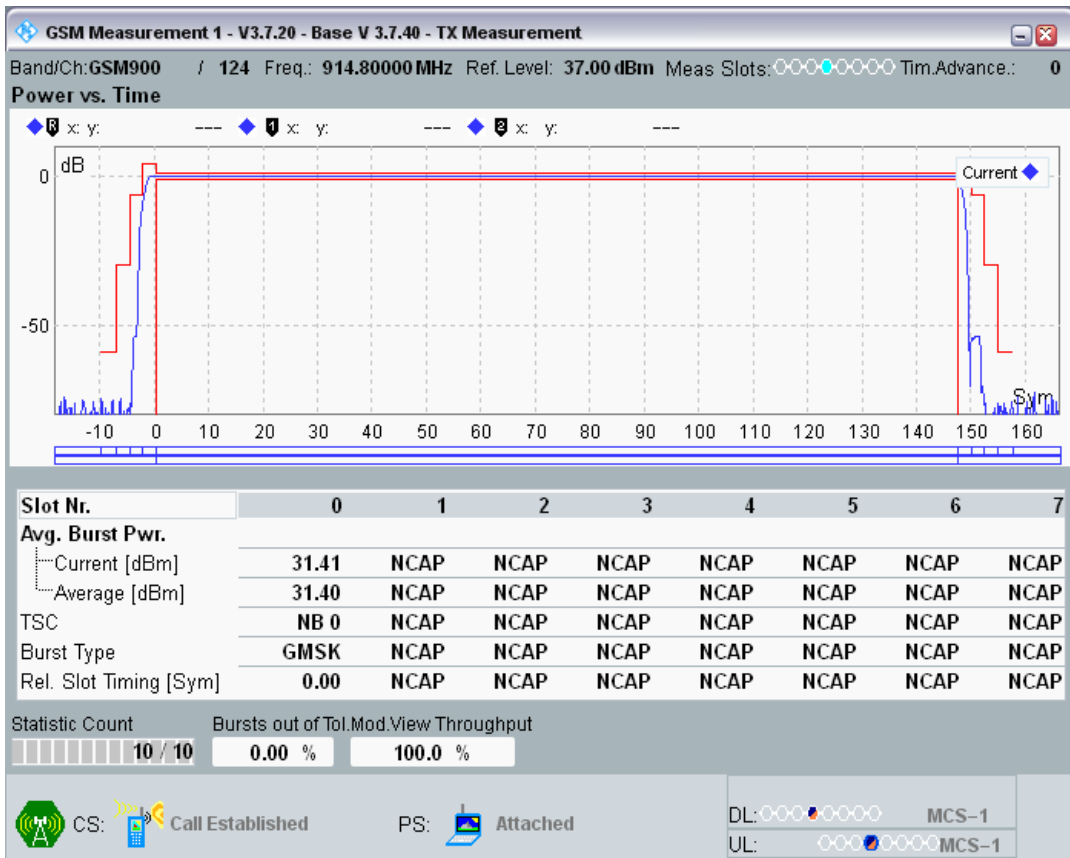 GSM Measurement 1 - V3.7.20 - Base V 3.7.40 - TX Measurement
Band/Ch:GSM900 / 124 Freq.: 914.80000 MHz Ref. Level: 37.00 dBm Meas Slots: Tim.Advance.: 0
Power vs. Time
R x: y: --- 1 x: y: --- 2 x: y: ---
dB
Current
0
-50
Sym
-10 0 10 20 30 40 50 60 70 80 90 100 110 120 130 140 150 160
Slot Nr. 0 1 2 3 4 5 6 7
Avg. Burst Pwr.
Current [dBm] 31.41 NCAP NCAP NCAP NCAP NCAP NCAP NCAP
Average [dBm] 31.40 NCAP NCAP NCAP NCAP NCAP NCAP NCAP
TSC NB 0 NCAP NCAP NCAP NCAP NCAP NCAP NCAP
Burst Type GMSK NCAP NCAP NCAP NCAP NCAP NCAP NCAP
Rel. Slot Timing [Sym] 0.00 NCAP NCAP NCAP NCAP NCAP NCAP NCAP
Statistic Count Bursts out of Tol.Mod.View Throughput
10 / 10 0.00 % 100.0 %
DL: MCS-1
CS: Call Established PS: Attached
UL: MCS-1